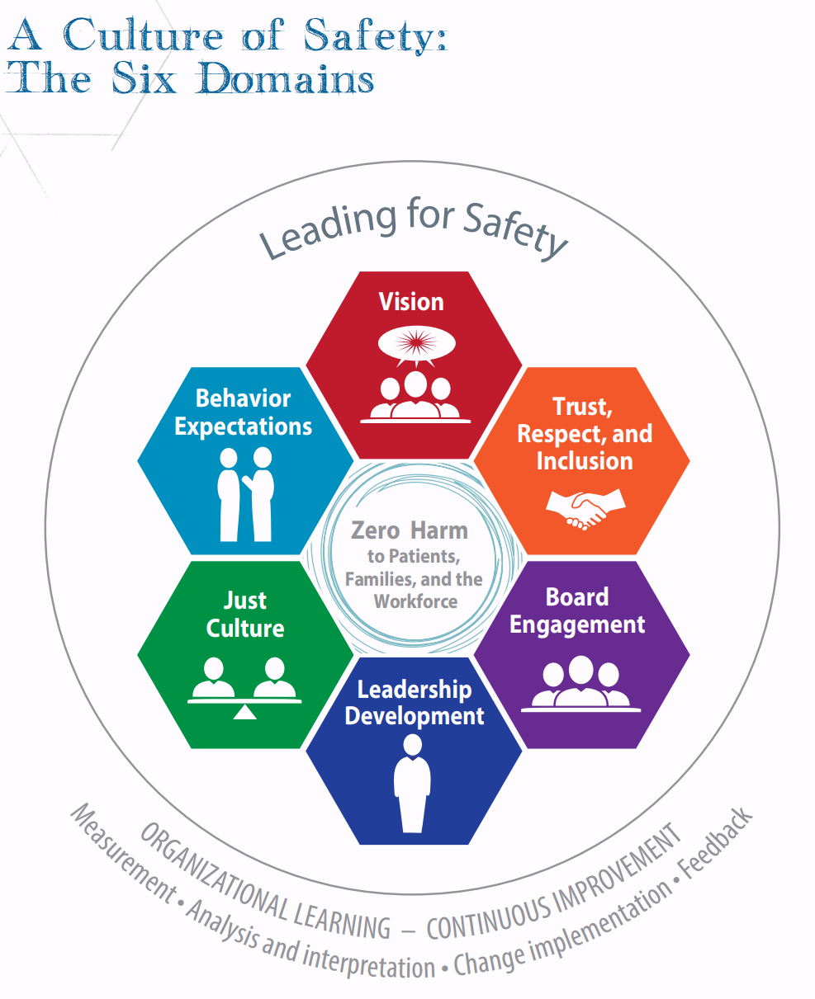 A Culture of Safety:
The Six Domains
Leading for Safety
Vision
Behavior
Expectations
Trust,
Respect, and
Inclusion
Zero Harm
to Patients,
Families, and the
Workforce
Just
Culture
Board
Engagement
Leadership
Development
ORGANIZATIONAL LEARNING – CONTINUOUS IMPROVEMENT
Measurement • Analysis and interpretation • Change implementation • Feedback